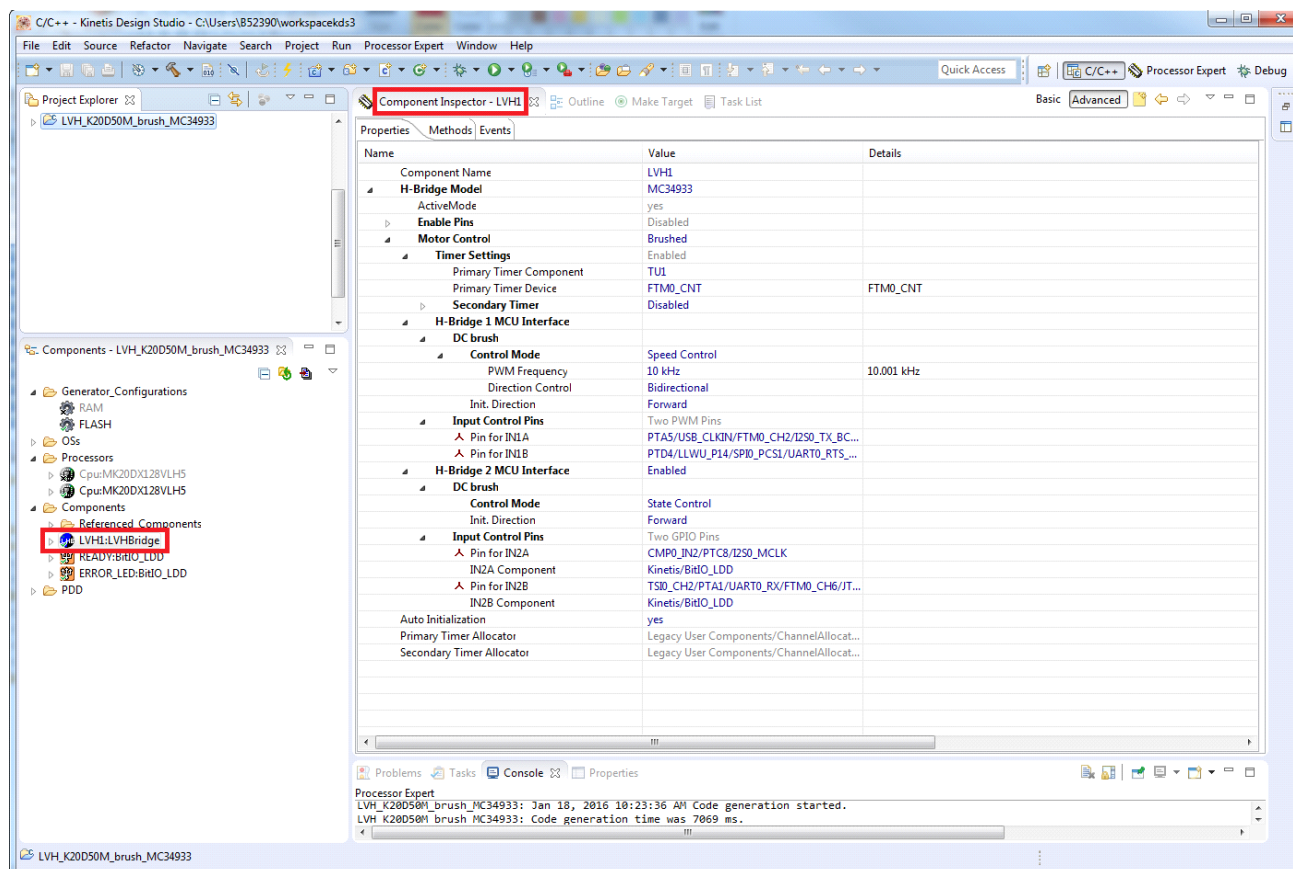 C/C++ - Kinetis Design Studio - C:\Users\B52390\workspacekds3
File Edit Source Refactor Navigate Search Project Run Processor Expert Window Help
Quick Access C/C++ Processor Expert Debug
Project Explorer
LVH_K20D50M_brush_MC34933
Component Inspector - LVH1 Outline Make Target Task List
Basic Advanced
Properties Methods Events
Name Value Details
Component Name LVH1
H-Bridge Model MC34933
ActiveMode yes
Enable Pins Disabled
Motor Control Brushed
Timer Settings Enabled
Primary Timer Component TU1
Primary Timer Device FTM0_CNT FTM0_CNT
Secondary Timer Disabled
H-Bridge 1 MCU Interface
DC brush
Control Mode Speed Control
PWM Frequency 10 kHz 10.001 kHz
Direction Control Bidirectional
Init. Direction Forward
Input Control Pins Two PWM Pins
Pin for IN1A PTA5/USB_CLKIN/FTM0_CH2/I2S0_TX_BC...
Pin for IN1B PTD4/LLWU_P14/SPI0_PCS1/UART0_RTS_...
H-Bridge 2 MCU Interface Enabled
DC brush
Control Mode State Control
Init. Direction Forward
Input Control Pins Two GPIO Pins
Pin for IN2A CMP0_IN2/PTC8/I2S0_MCLK
IN2A Component Kinetis/BitIO_LDD
Pin for IN2B TSI0_CH2/PTA1/UART0_RX/FTM0_CH6/JT...
IN2B Component Kinetis/BitIO_LDD
Auto Initialization yes
Primary Timer Allocator Legacy User Components/ChannelAllocat...
Secondary Timer Allocator Legacy User Components/ChannelAllocat...
Components - LVH_K20D50M_brush_MC34933
Generator_Configurations
RAM
FLASH
OSs
Processors
Cpu:MK20DX128VLH5
Cpu:MK20DX128VLH5
Components
Referenced_Components
LVH1:LVHBridge
READY:BitIO_LDD
ERROR_LED:BitIO_LDD
PDD
Problems Tasks Console Properties
Processor Expert
LVH_K20D50M_brush_MC34933: Jan 18, 2016 10:23:36 AM Code generation started.
LVH_K20D50M_brush_MC34933: Code generation time was 7069 ms.
LVH_K20D50M_brush_MC34933